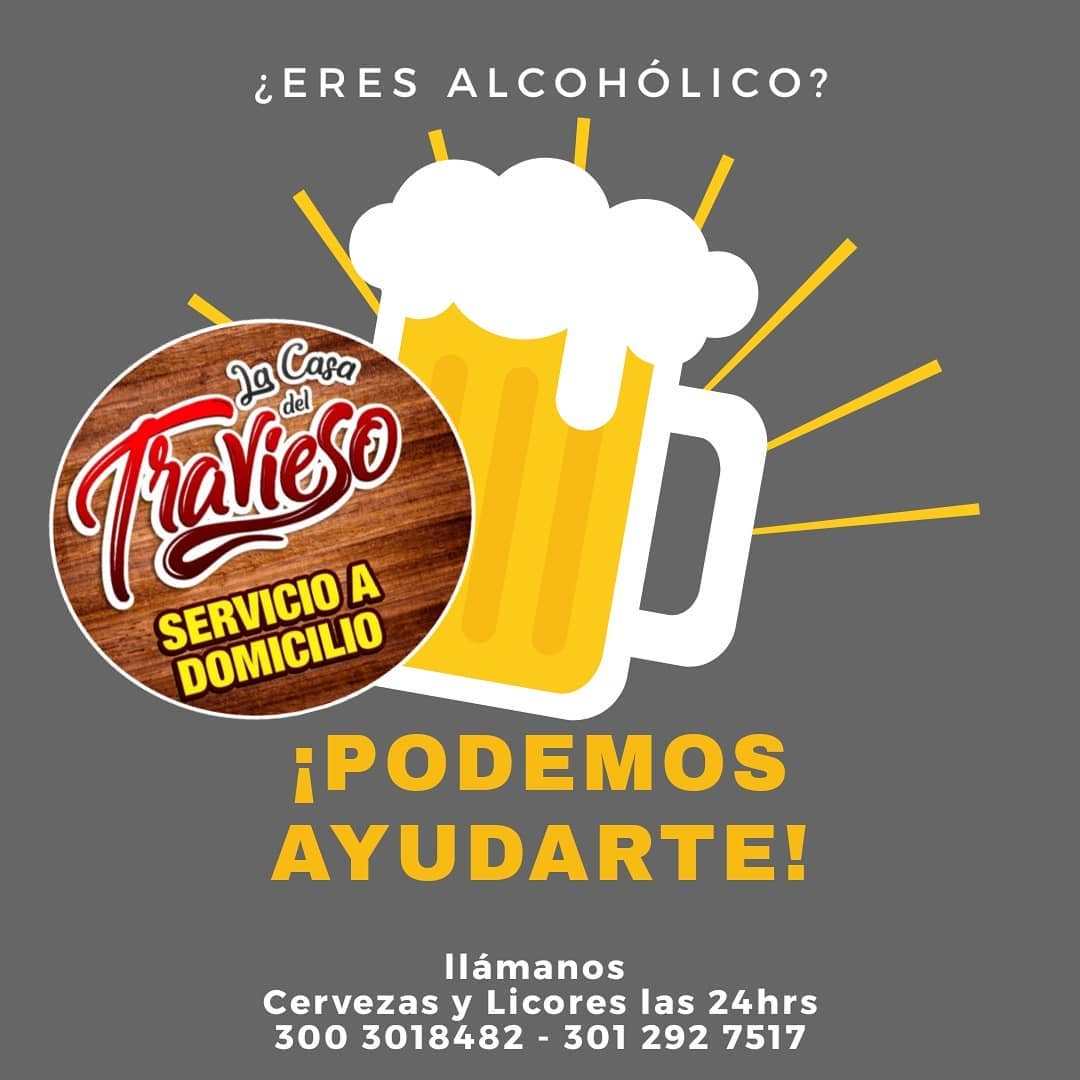 ¿ERES ALCOHÓLICO?
La Casa
del
Travieso
SERVICIO A
DOMICILIO
¡PODEMOS
AYUDARTE!
llámanos
Cervezas y Licores las 24hrs
300 3018482 - 301 292 7517